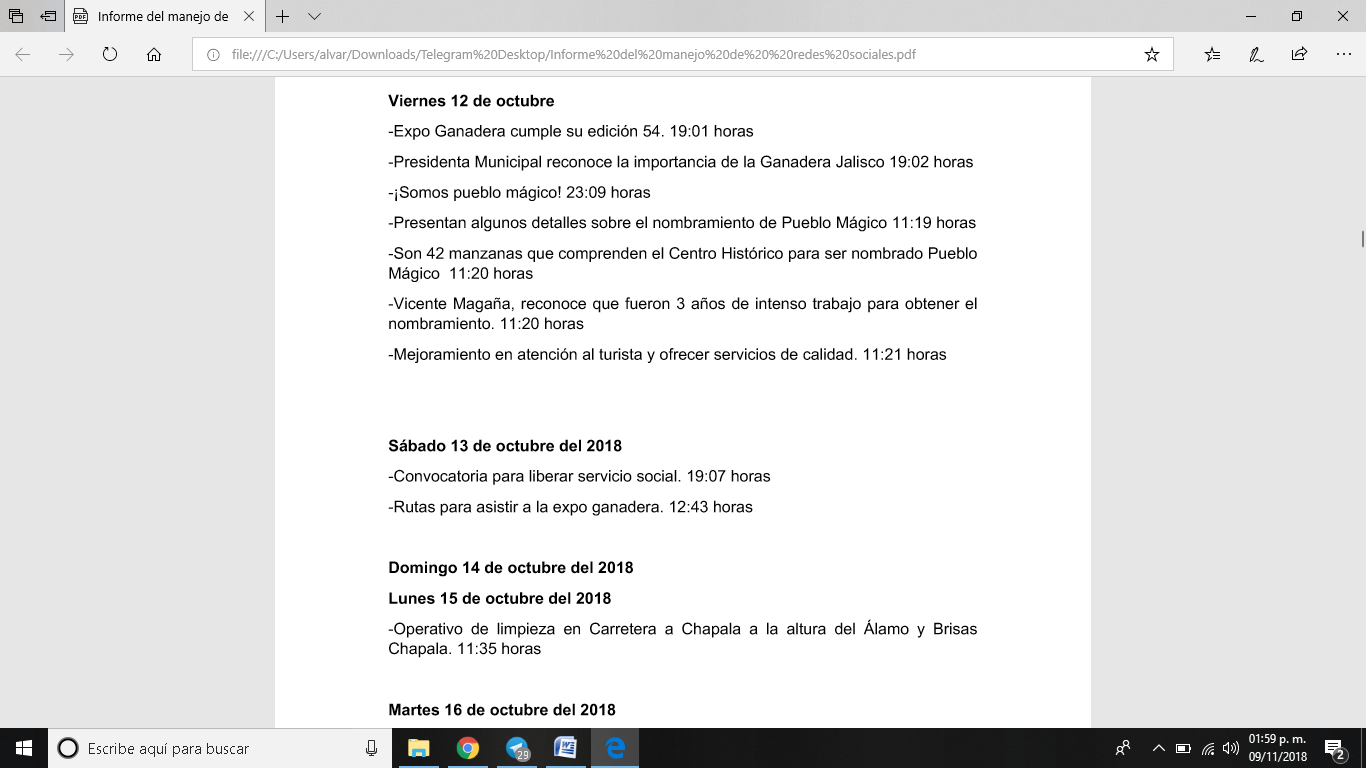 Informe del manejo de
file:///C:/Users/alvar/Downloads/Telegram%20Desktop/Informe%20del%20manejo%20de%20%20redes%20sociales.pdf
Viernes 12 de octubre
-Expo Ganadera cumple su edición 54. 19:01 horas
-Presidenta Municipal reconoce la importancia de la Ganadera Jalisco 19:02 horas
-¡Somos pueblo mágico! 23:09 horas
-Presentan algunos detalles sobre el nombramiento de Pueblo Mágico 11:19 horas
-Son 42 manzanas que comprenden el Centro Histórico para ser nombrado Pueblo
Mágico  11:20 horas
-Vicente Magaña, reconoce que fueron 3 años de intenso trabajo para obtener el
nombramiento. 11:20 horas
-Mejoramiento en atención al turista y ofrecer servicios de calidad. 11:21 horas
Sábado 13 de octubre del 2018
-Convocatoria para liberar servicio social. 19:07 horas
-Rutas para asistir a la expo ganadera. 12:43 horas
Domingo 14 de octubre del 2018
Lunes 15 de octubre del 2018
-Operativo de limpieza en Carretera a Chapala a la altura del Álamo y Brisas
Chapala. 11:35 horas
Martes 16 de octubre del 2018
Escribe aquí para buscar
29
01:59 p. m.
09/11/2018
2